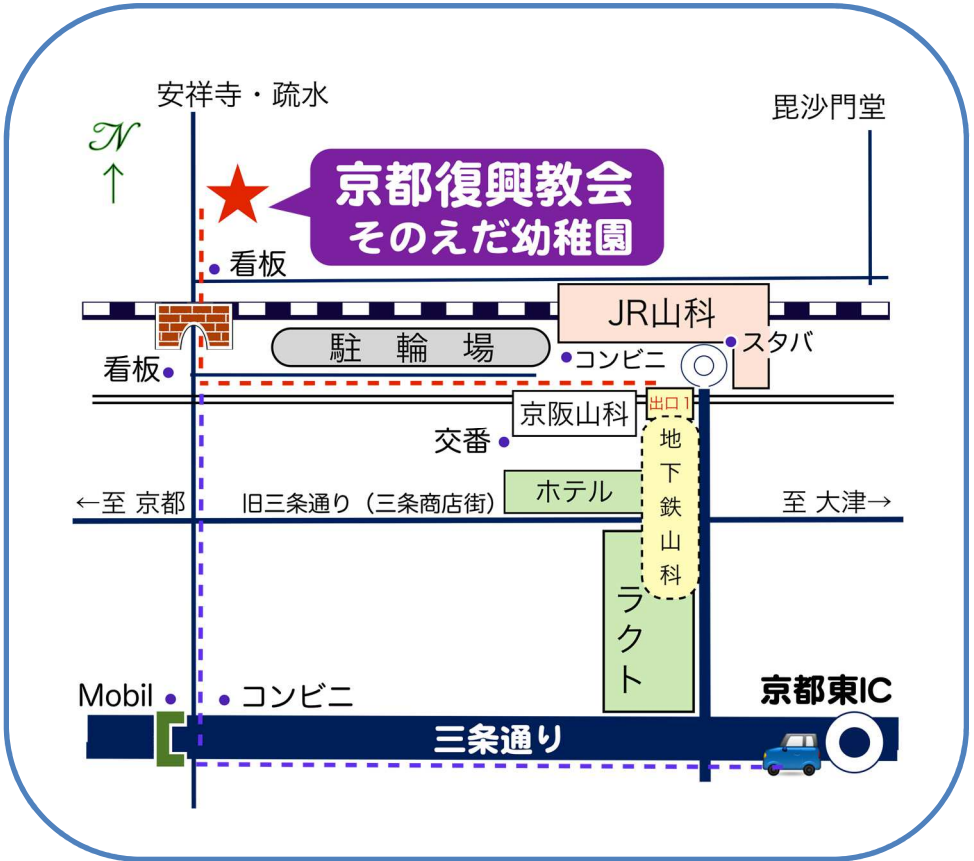 安祥寺・疏水
毘沙門堂
N
↑
京都復興教会
そのえだ幼稚園
看板
JR山科
駐 輪 場
コンビニ
スタバ
看板
京阪山科
出口1
交番
地下鉄山科
ホテル
←至 京都
旧三条通り（三条商店街）
至 大津→
ラクト
Mobil
コンビニ
京都東IC
三条通り